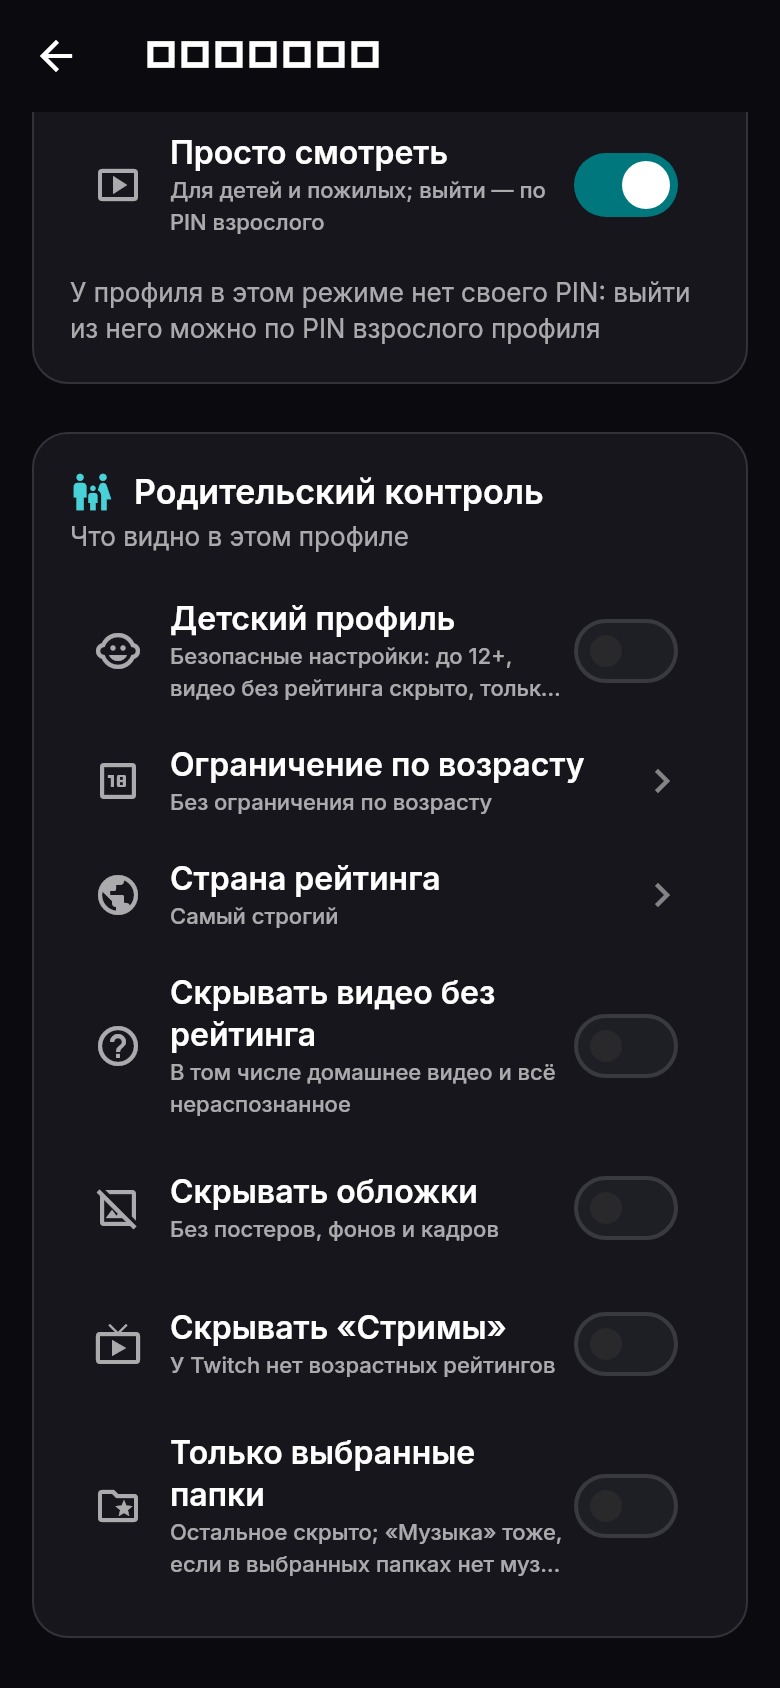 Просто смотреть
Для детей и пожилых; выйти — по
PIN взрослого
У профиля в этом режиме нет своего PIN: выйти
из него можно по PIN взрослого профиля
Родительский контроль
Что видно в этом профиле
Детский профиль
Безопасные настройки: до 12+,
видео без рейтинга скрыто, тольк...
18
Ограничение по возрасту
Без ограничения по возрасту
Страна рейтинга
Самый строгий
Скрывать видео без
рейтинга
В том числе домашнее видео и всё
нераспознанное
Скрывать обложки
Без постеров, фонов и кадров
Скрывать «Стримы»
У Twitch нет возрастных рейтингов
Только выбранные
папки
Остальное скрыто; «Музыка» тоже,
если в выбранных папках нет муз...